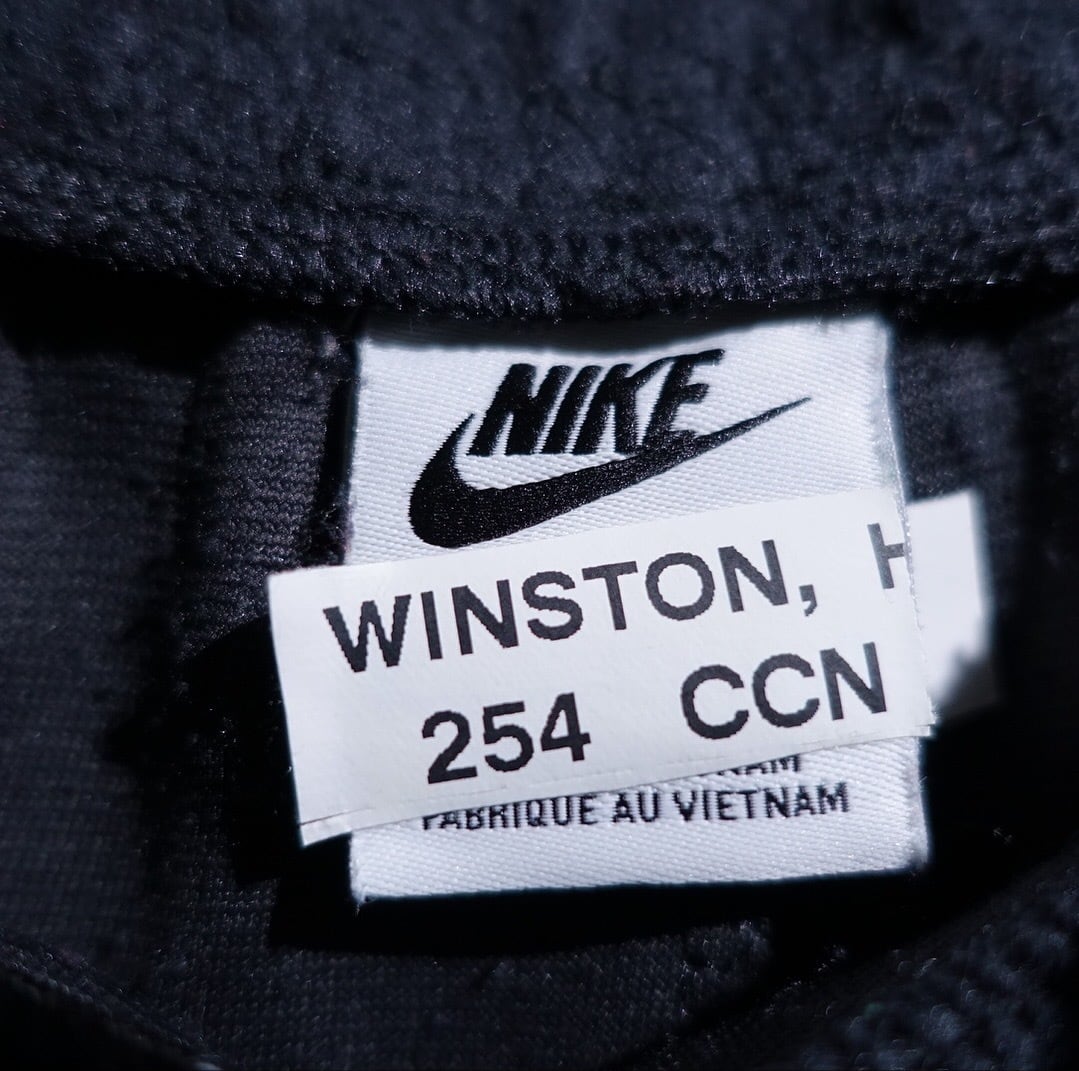 NIKE
WINSTON, H
254 CCN
FABRIQUE AU VIETNAM